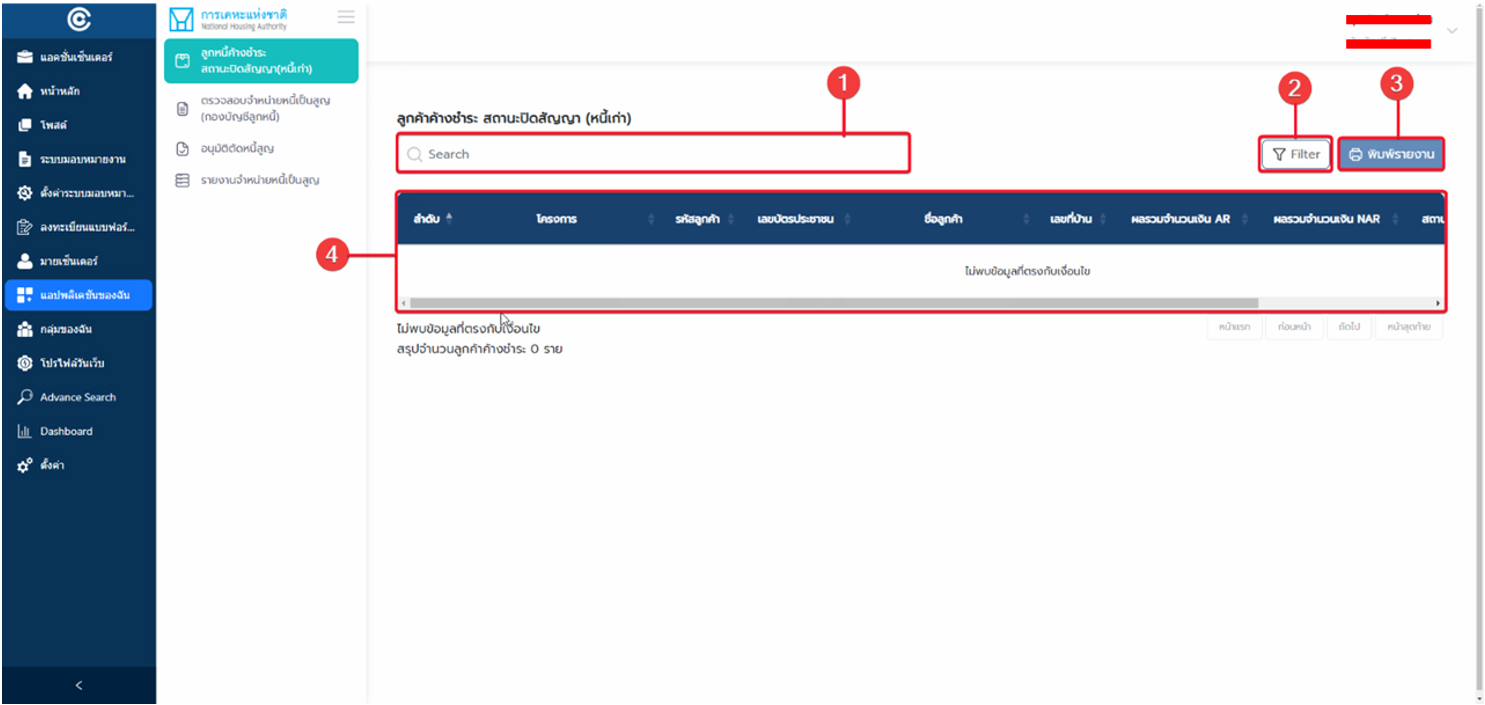 การเคหะแห่งชาติ
National Housing Authority
แอคชั่นเซ็นเตอร์
หน้าหลัก
โพสต์
ระบบมอบหมายงาน
ตั้งค่าระบบมอบหมา...
ลงทะเบียนแบบฟอร์...
มายเซ็นเตอร์
แอปพลิเคชันของฉัน
กลุ่มของฉัน
โปรไฟล์วันเว็บ
Advance Search
Dashboard
ตั้งค่า
<
ลูกหนี้ค้างชำระ
สถานะปิดสัญญา(หนี้เก่า)
ตรวจสอบจำหน่ายหนี้เป็นสูญ
(กองบัญชีลูกหนี้)
อนุมัติตัดหนี้สูญ
รายงานจำหน่ายหนี้เป็นสูญ
1
2
3
ลูกค้าค้างชำระ สถานะปิดสัญญา (หนี้เก่า)
Search
Filter
พิมพ์รายงาน
ลำดับ โครงการ รหัสลูกค้า เลขบัตรประชาชน ชื่อลูกค้า เลขที่บ้าน ผลรวมจำนวนเงิน AR ผลรวมจำนวนเงิน NAR สถาน
4
ไม่พบข้อมูลที่ตรงกับเงื่อนไข
ไม่พบข้อมูลที่ตรงกับเงื่อนไข
หน้าแรก ก่อนหน้า ถัดไป หน้าสุดท้าย
สรุปจำนวนลูกค้าค้างชำระ 0 ราย